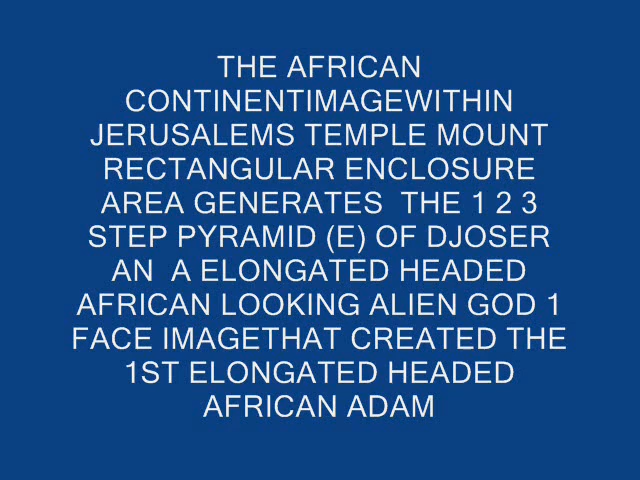 THE AFRICAN
CONTINENTIMAGEWITHIN
JERUSALEMS TEMPLE MOUNT
RECTANGULAR ENCLOSURE
AREA GENERATES  THE 1 2 3
STEP PYRAMID (E) OF DJOSER
AN  A ELONGATED HEADED
AFRICAN LOOKING ALIEN GOD 1
FACE IMAGETHAT CREATED THE
1ST ELONGATED HEADED
AFRICAN ADAM